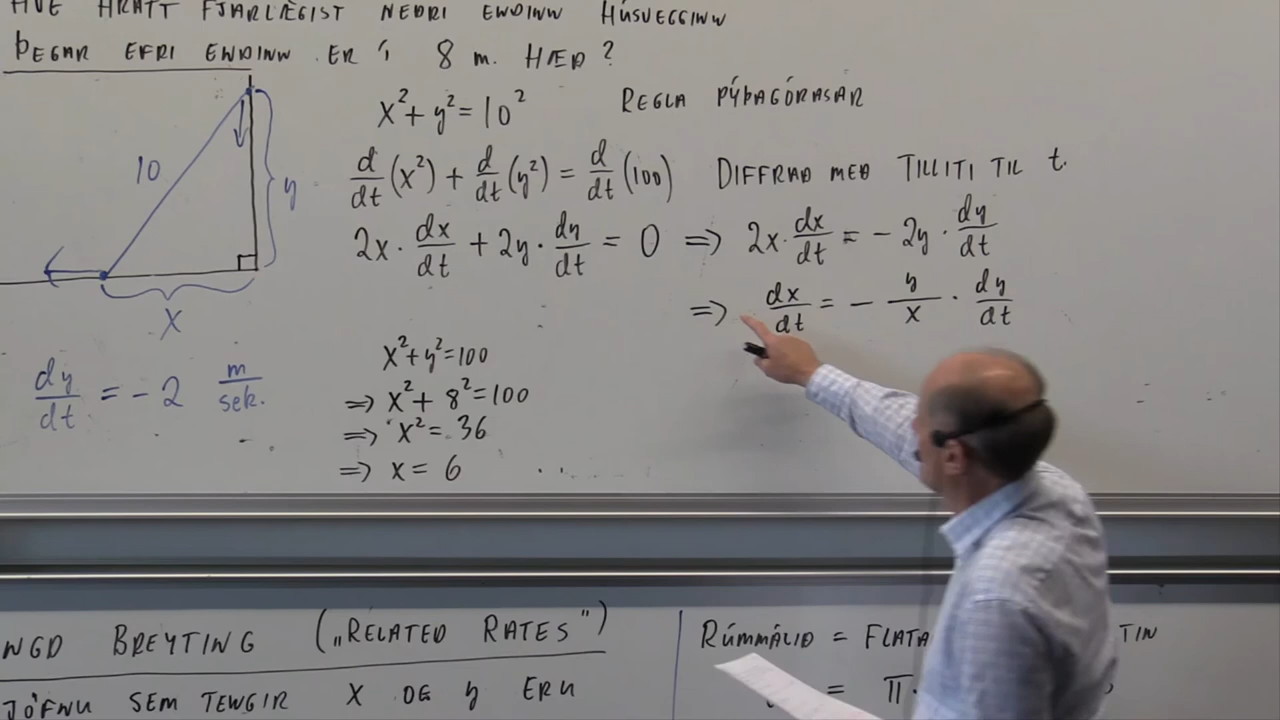 HVE HRATT FJARLÆGIST NEÐRI ENDINN HÚSVEGGINN
ÞEGAR EFRI ENDINN ER Í 8 m. HÆÐ?
10
y
x
dy/dt = -2 m/sek.
x² + y² = 10² REGLA PÝÞAGÓRASAR
d/dt (x²) + d/dt (y²) = d/dt (100) DIFFRAÐ MEÐ TILLITI TIL t.
2x · dx/dt + 2y · dy/dt = 0 => 2x · dx/dt = - 2y · dy/dt
=> dx/dt = - y/x · dy/dt
x² + y² = 100
=> x² + 8² = 100
=> x² = 36
=> x = 6
NGD BREYTING („RELATED RATES")
JÖFNU SEM TENGIR X OG y ERU
RÚMMÁLIÐ = FLATA TIN
= π ·